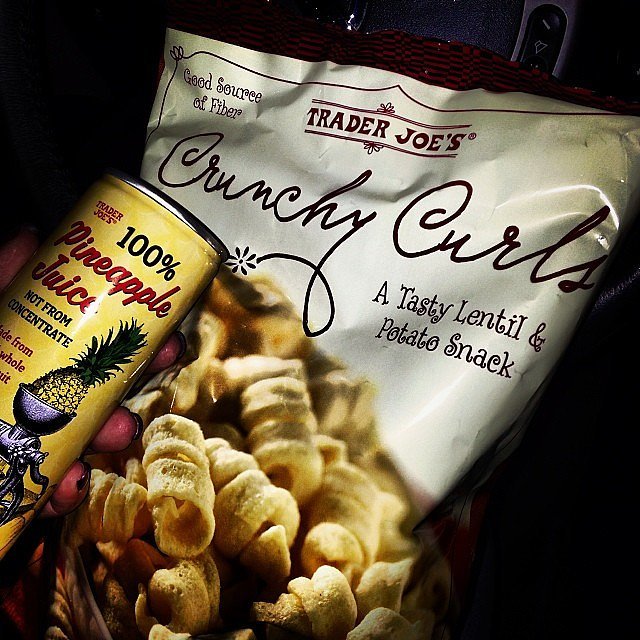 Good Source
of Fiber
TRADER JOE'S®
Crunchy Curls
A Tasty Lentil &
Potato Snack
TRADER
JOE'S
100%
Pineapple
Juice
NOT FROM
CONCENTRATE
from
whole